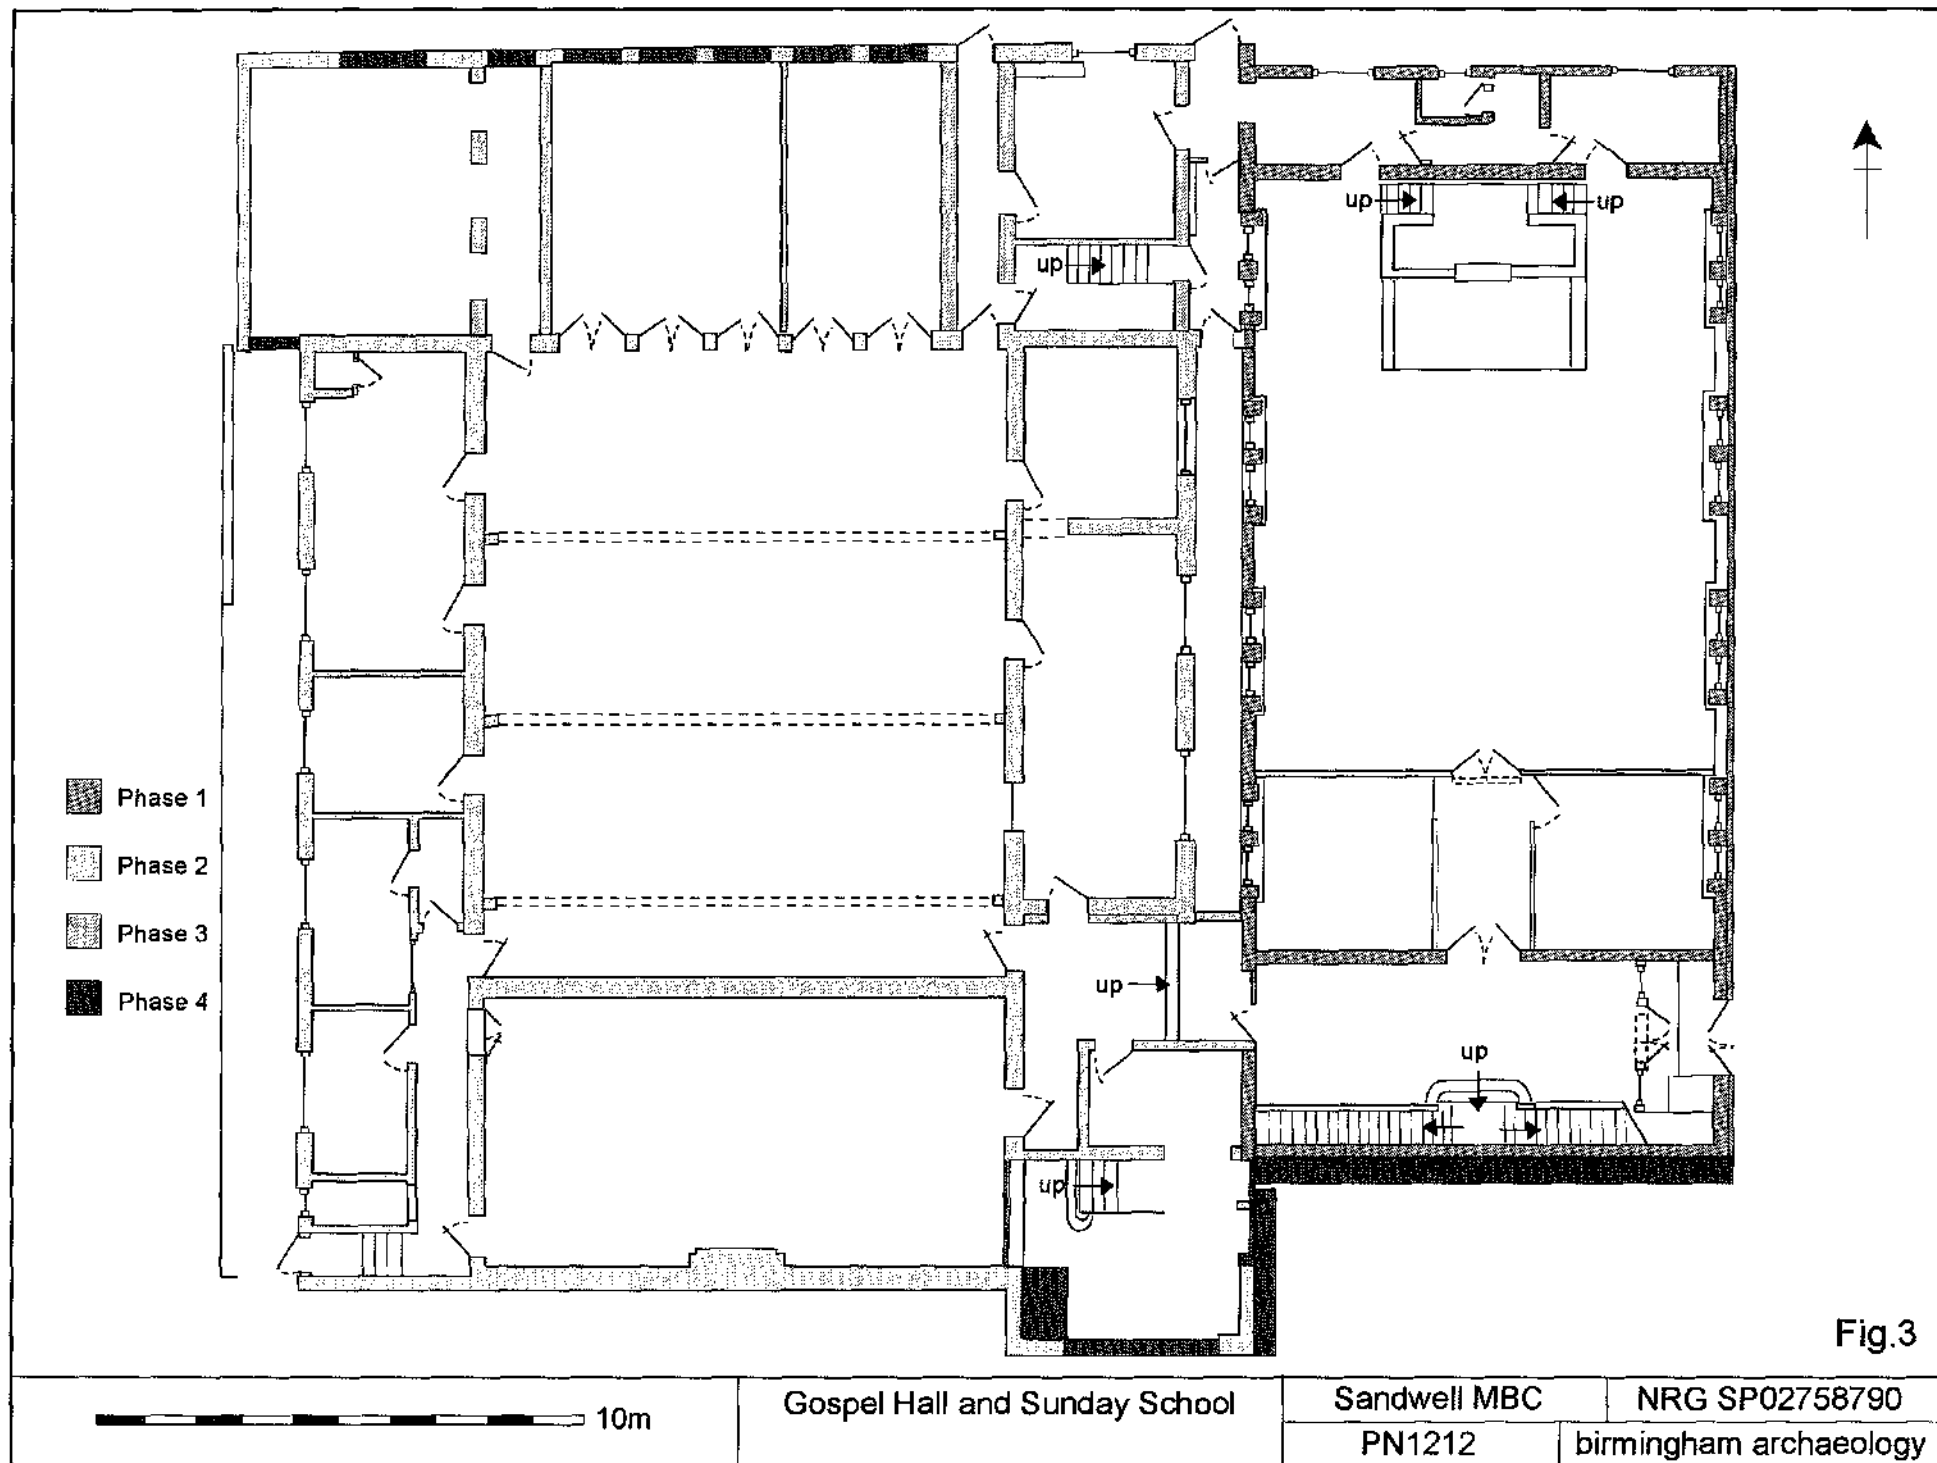 up
up
up
Phase 1
Phase 2
Phase 3
Phase 4
up
up
up
Fig.3
10m
Gospel Hall and Sunday School
Sandwell MBC
NRG SP02758790
PN1212
birmingham archaeology